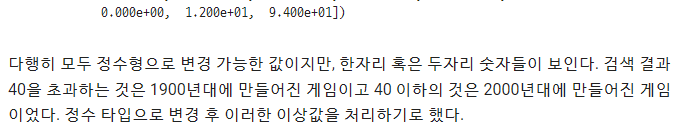 0.000e+00, 1.200e+01, 9.400e+01])
다행히 모두 정수형으로 변경 가능한 값이지만, 한자리 혹은 두자리 숫자들이 보인다. 검색 결과
40을 초과하는 것은 1900년대에 만들어진 게임이고 40 이하의 것은 2000년대에 만들어진 게임
이었다. 정수 타입으로 변경 후 이러한 이상값을 처리하기로 했다.